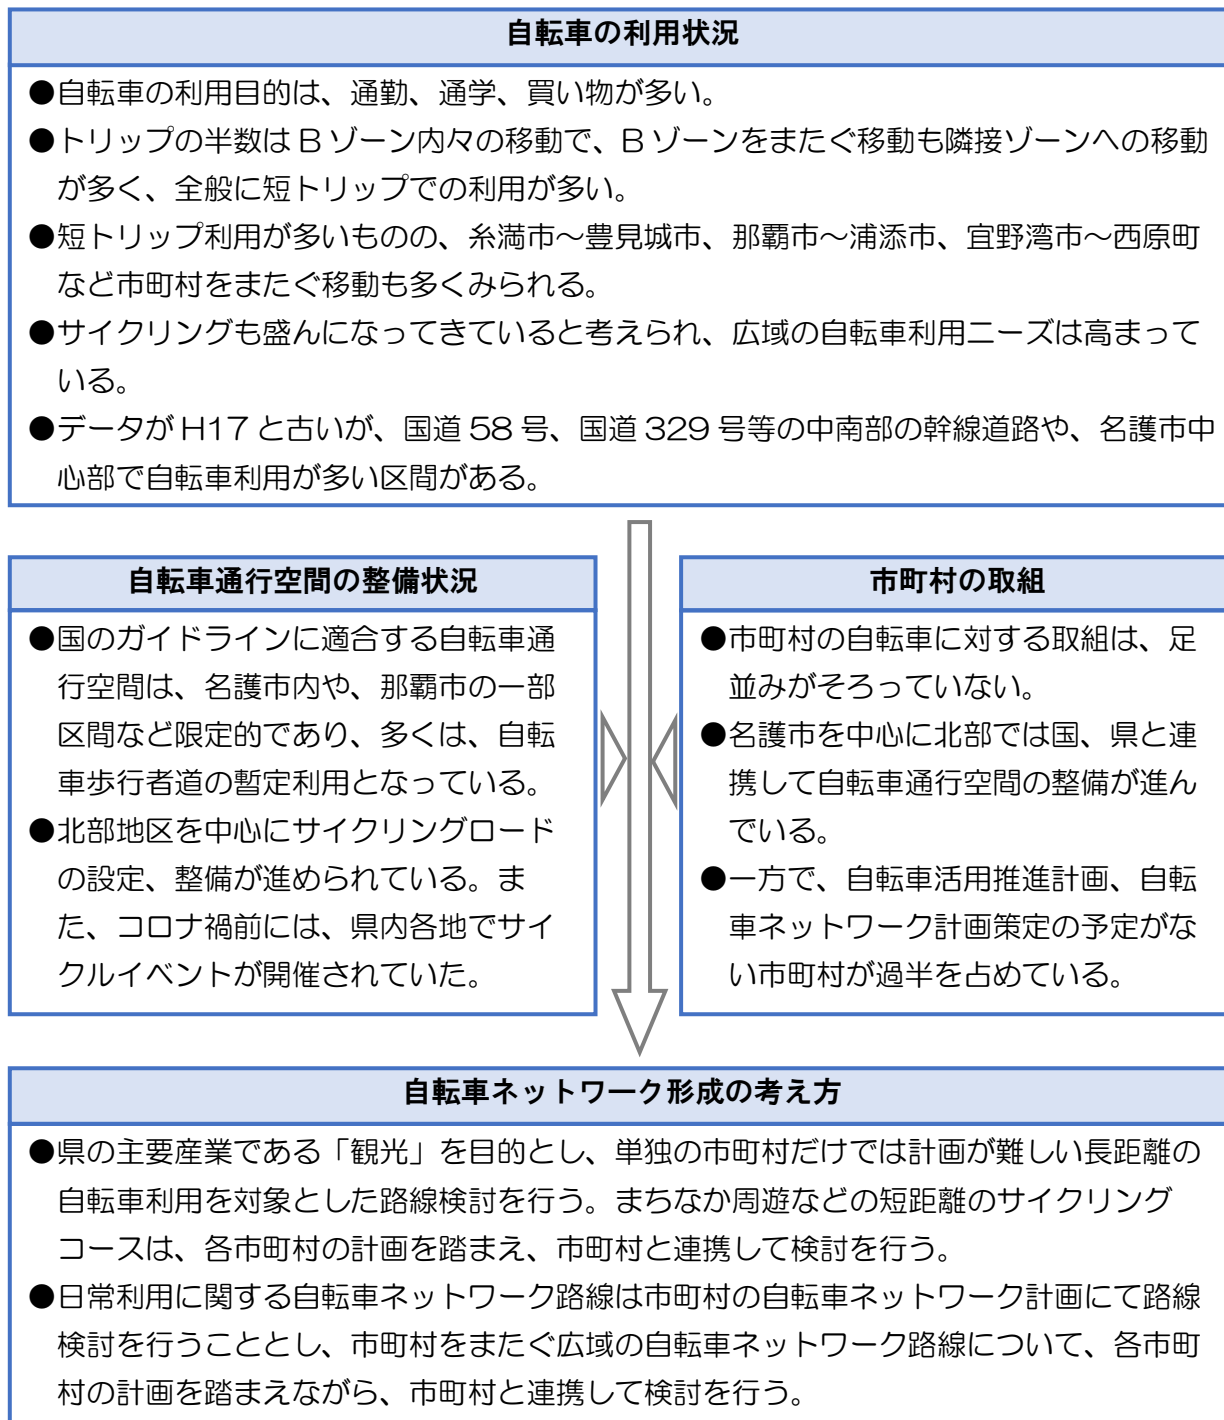 自転車の利用状況
●自転車の利用目的は、通勤、通学、買い物が多い。
●トリップの半数はBゾーン内々の移動で、Bゾーンをまたぐ移動も隣接ゾーンへの移動
が多く、全般に短トリップでの利用が多い。
●短トリップ利用が多いものの、糸満市～豊見城市、那覇市～浦添市、宜野湾市～西原町
など市町村をまたぐ移動も多くみられる。
●サイクリングも盛んになってきていると考えられ、広域の自転車利用ニーズは高まって
いる。
●データがH17と古いが、国道58号、国道329号等の中南部の幹線道路や、名護市中
心部で自転車利用が多い区間がある。
自転車通行空間の整備状況
●国のガイドラインに適合する自転車通
行空間は、名護市内や、那覇市の一部
区間など限定的であり、多くは、自転
車歩行者道の暫定利用となっている。
●北部地区を中心にサイクリングロード
の設定、整備が進められている。ま
た、コロナ禍前には、県内各地でサイ
クルイベントが開催されていた。
市町村の取組
●市町村の自転車に対する取組は、足
並みがそろっていない。
●名護市を中心に北部では国、県と連
携して自転車通行空間の整備が進ん
でいる。
●一方で、自転車活用推進計画、自転
車ネットワーク計画策定の予定がな
い市町村が過半を占めている。
自転車ネットワーク形成の考え方
●県の主要産業である「観光」を目的とし、単独の市町村だけでは計画が難しい長距離の
自転車利用を対象とした路線検討を行う。まちなか周遊などの短距離のサイクリング
コースは、各市町村の計画を踏まえ、市町村と連携して検討を行う。
●日常利用に関する自転車ネットワーク路線は市町村の自転車ネットワーク計画にて路線
検討を行うこととし、市町村をまたぐ広域の自転車ネットワーク路線について、各市町
村の計画を踏まえながら、市町村と連携して検討を行う。